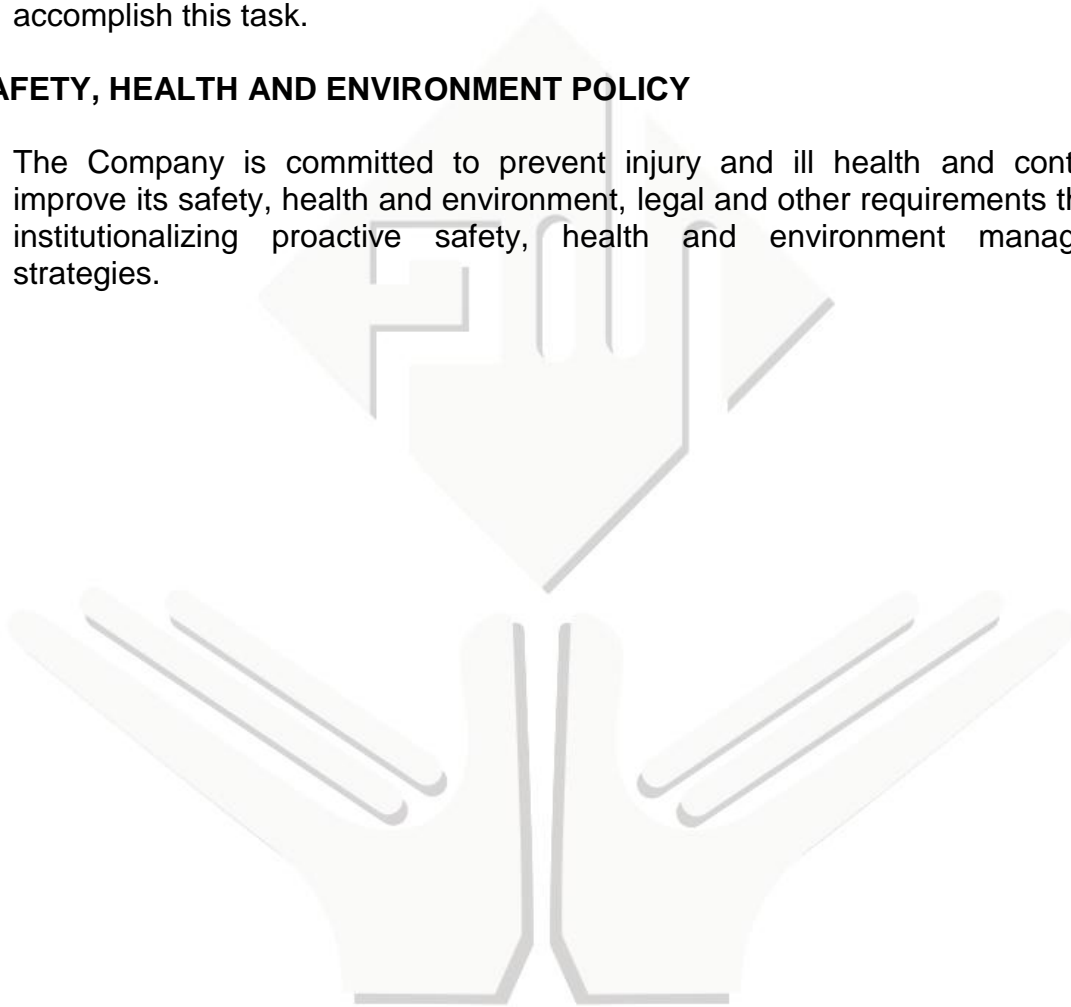 accomplish this task.
AFETY, HEALTH AND ENVIRONMENT POLICY
The Company is committed to prevent injury and ill health and cont
improve its safety, health and environment, legal and other requirements th
institutionalizing proactive safety, health and environment manag
strategies.